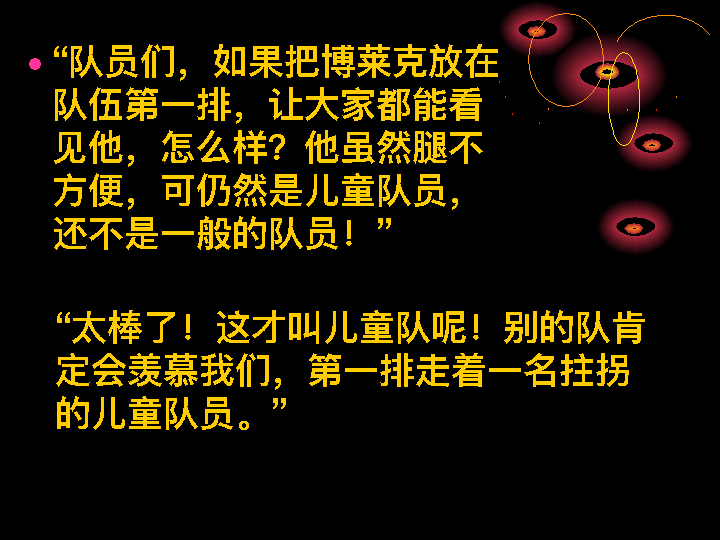 “队员们，如果把博莱克放在
队伍第一排，让大家都能看
见他，怎么样？他虽然腿不
方便，可仍然是儿童队员，
还不是一般的队员！”
“太棒了！这才叫儿童队呢！别的队肯
定会羡慕我们，第一排走着一名拄拐
的儿童队员。”